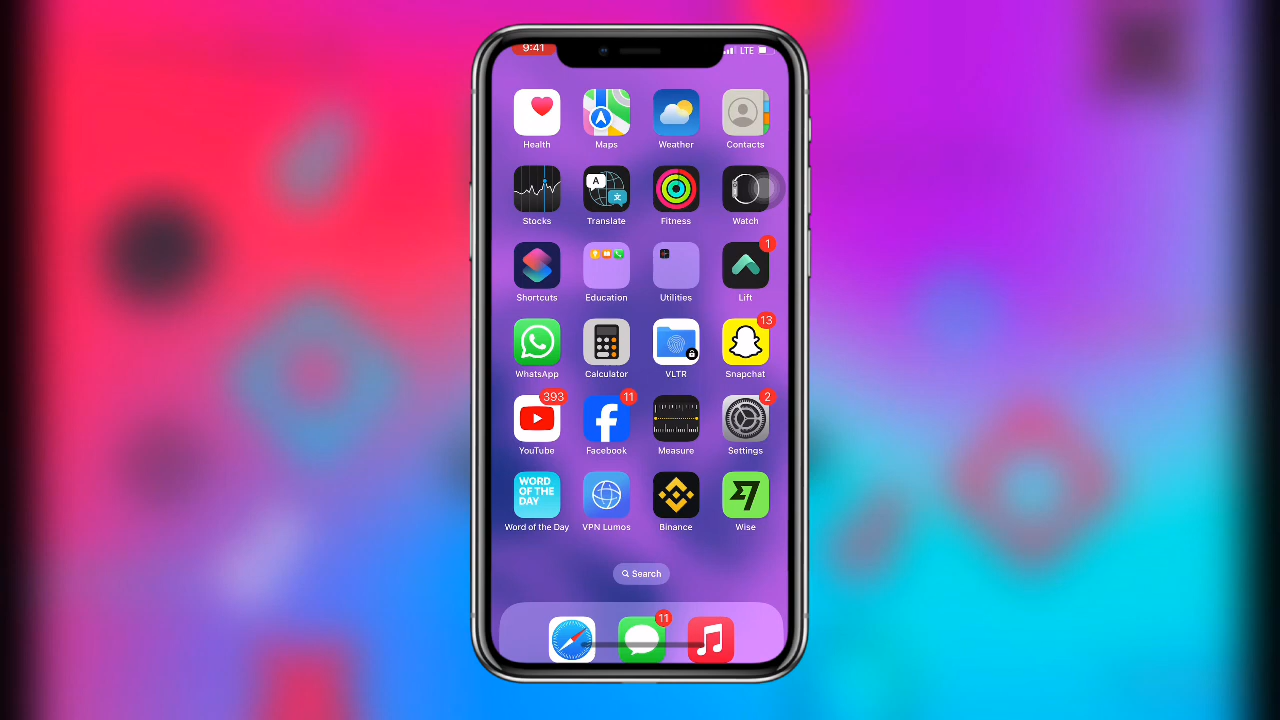 9:41 LTE
Health Maps Weather Contacts
A 文
Stocks Translate Fitness Watch
1
Shortcuts Education Utilities Lift
13
WhatsApp Calculator VLTR Snapchat
393 11 2
YouTube Facebook Measure Settings
WORD
OF THE
DAY
Word of the Day VPN Lumos Binance Wise
Search
11